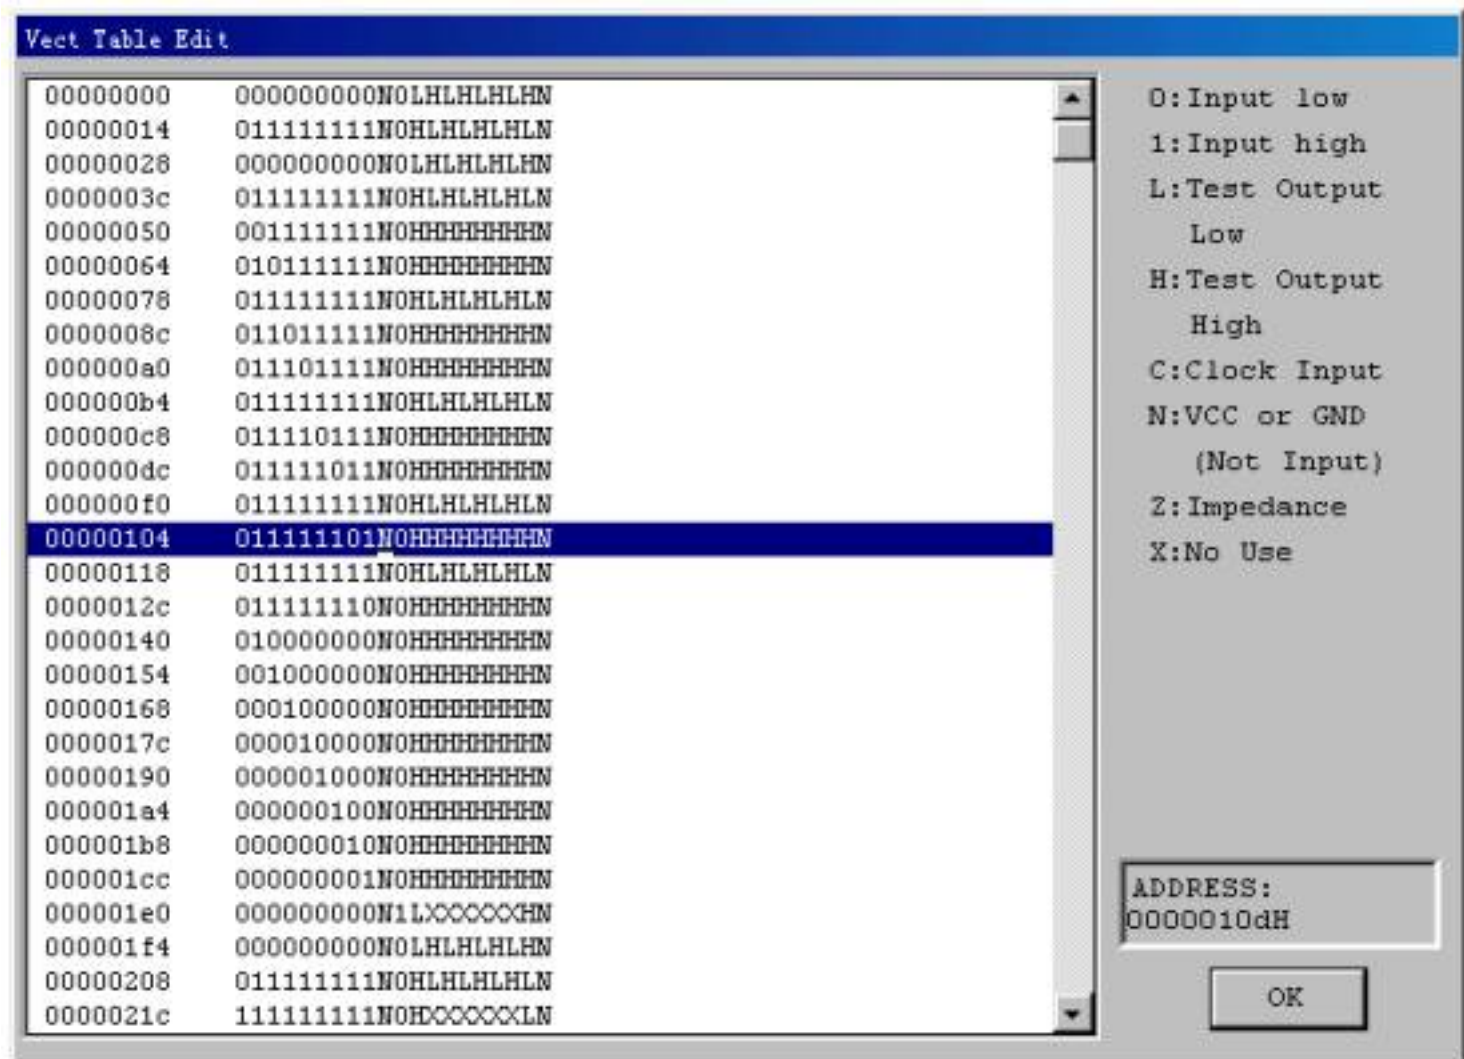 Vect Table Edit
00000000 000000000N0LHLHLHLHN
00000014 011111111N0HLHLHLHLN
00000028 000000000N0LHLHLHLHN
0000003c 011111111N0HLHLHLHLN
00000050 001111111N0HHHHHHHHN
00000064 010111111N0HHHHHHHHN
00000078 011111111N0HLHLHLHLN
0000008c 011011111N0HHHHHHHHN
000000a0 011101111N0HHHHHHHHN
000000b4 011111111N0HLHLHLHLN
000000c8 011110111N0HHHHHHHHN
000000dc 011111011N0HHHHHHHHN
000000f0 011111111N0HLHLHLHLN
00000104 011111101N0HHHHHHHHN
00000118 011111111N0HLHLHLHLN
0000012c 011111110N0HHHHHHHHN
00000140 010000000N0HHHHHHHHN
00000154 001000000N0HHHHHHHHN
00000168 000100000N0HHHHHHHHN
0000017c 000010000N0HHHHHHHHN
00000190 000001000N0HHHHHHHHN
000001a4 000000100N0HHHHHHHHN
000001b8 000000010N0HHHHHHHHN
000001cc 000000001N0HHHHHHHHN
000001e0 000000000N1LXXXXXXHN
000001f4 000000000N0LHLHLHLHN
00000208 011111111N0HLHLHLHLN
0000021c 111111111N0HXXXXXXLN
0:Input low
1:Input high
L:Test Output
Low
H:Test Output
High
C:Clock Input
N:VCC or GND
(Not Input)
Z:Impedance
X:No Use
ADDRESS:
0000010dH
OK